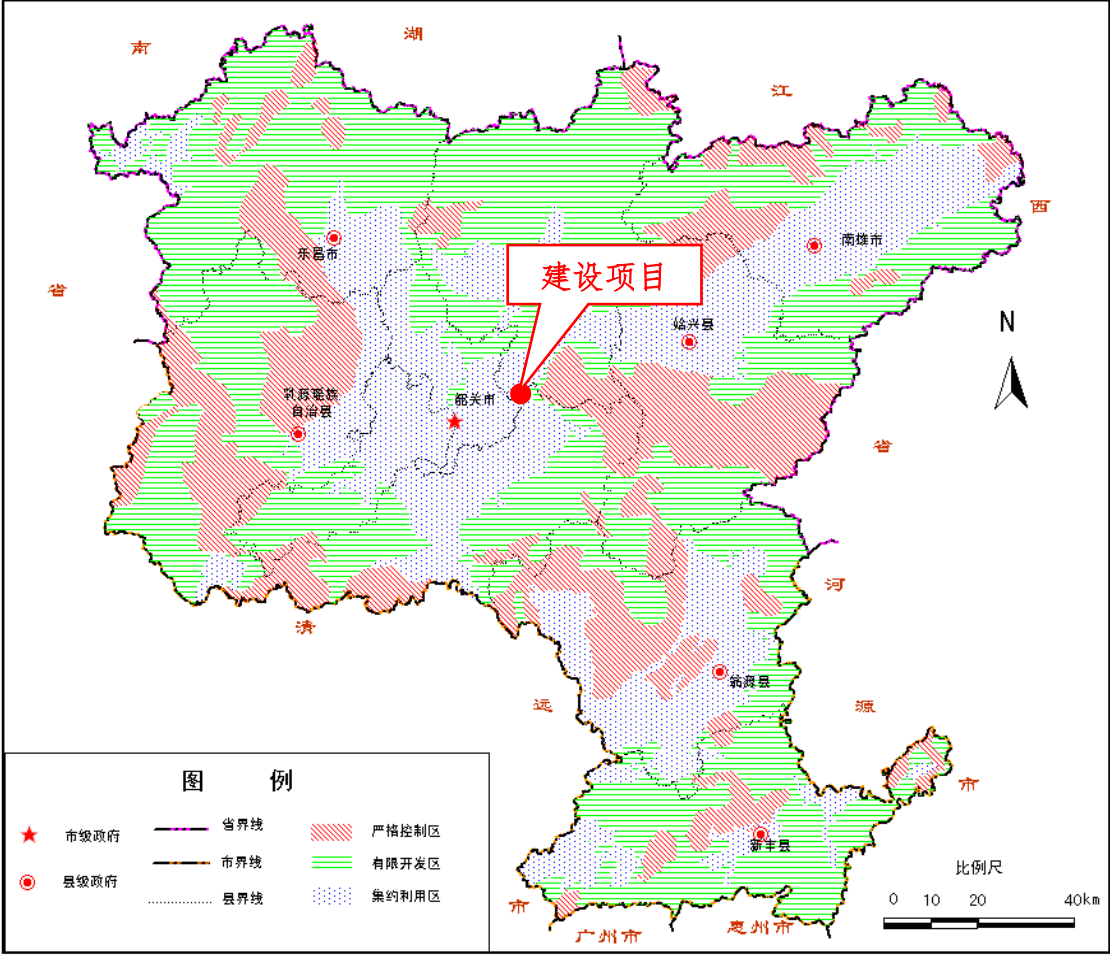 南
湖
江
西
省
省
乐昌市
南雄市
建设项目
始兴县
N
乳源瑶族
自治县
韶关市
河
清
远
翁源县
源
市
新丰县
市
广州市
惠州市
图 例
市级政府
县级政府
省界线
市界线
县界线
严格控制区
有限开发区
集约利用区
比例尺
0 10 20 40km